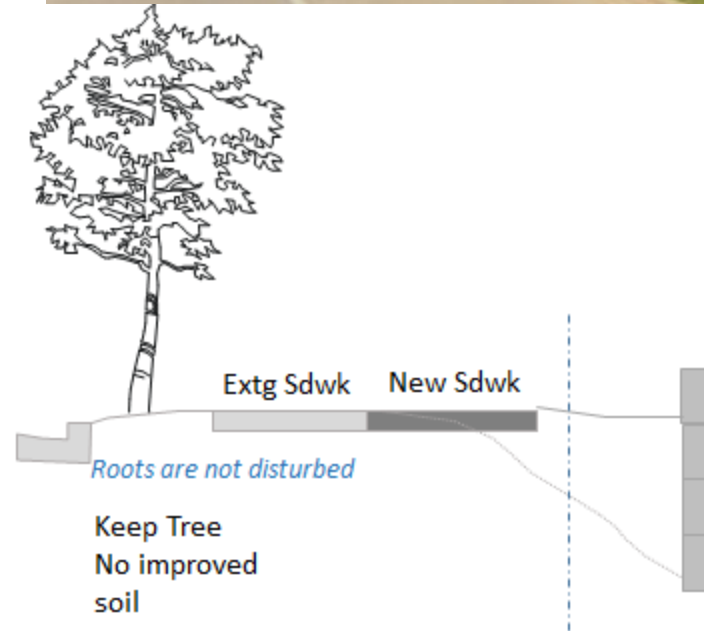 Extg Sdwk
New Sdwk
Roots are not disturbed
Keep Tree
No improved
soil